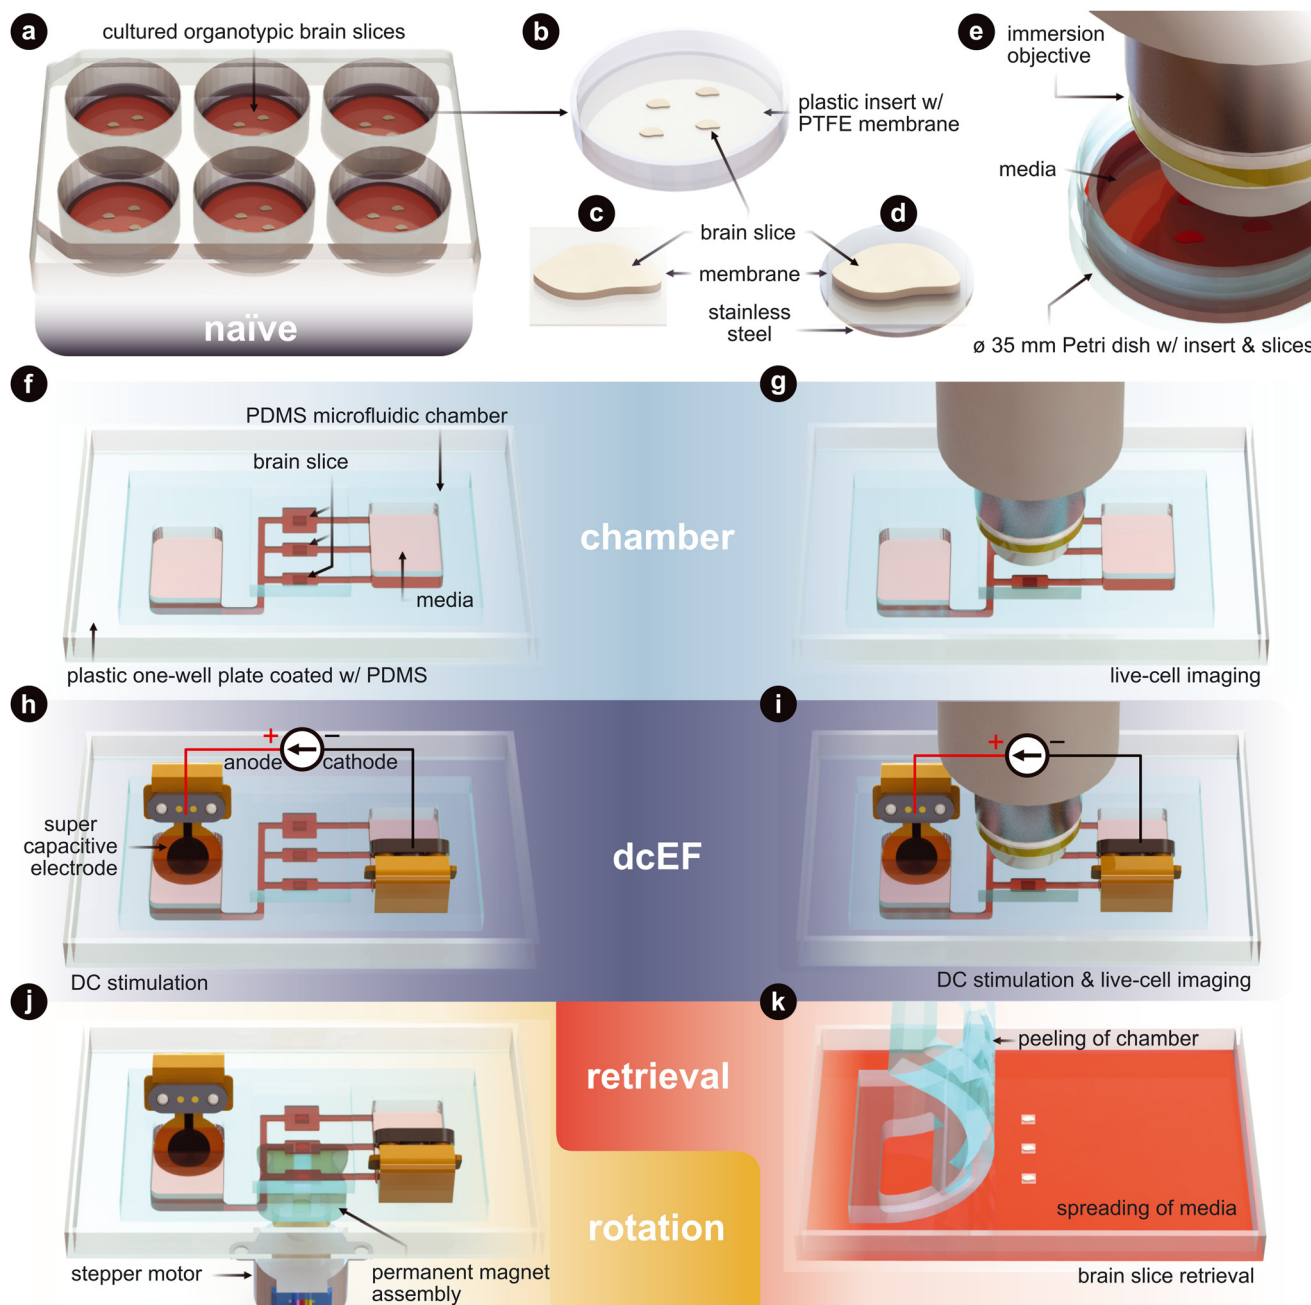 a
cultured organotypic brain slices
naïve
b
plastic insert w/
PTFE membrane
c
d
brain slice
membrane
stainless
steel
e
immersion
objective
media
ø 35 mm Petri dish w/ insert & slices
f
PDMS microfluidic chamber
brain slice
media
plastic one-well plate coated w/ PDMS
chamber
g
live-cell imaging
h
+
−
anode
cathode
super
capacitive
electrode
DC stimulation
dcEF
i
+
−
DC stimulation & live-cell imaging
j
stepper motor
permanent magnet
assembly
retrieval
rotation
k
peeling of chamber
spreading of media
brain slice retrieval